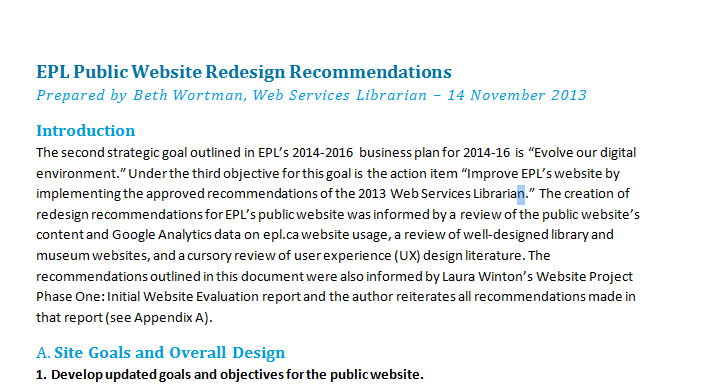 EPL Public Website Redesign Recommendations
Prepared by Beth Wortman, Web Services Librarian – 14 November 2013
Introduction
The second strategic goal outlined in EPL’s 2014-2016 business plan for 2014-16 is “Evolve our digital
environment.” Under the third objective for this goal is the action item “Improve EPL’s website by
implementing the approved recommendations of the 2013 Web Services Librarian.” The creation of
redesign recommendations for EPL’s public website was informed by a review of the public website’s
content and Google Analytics data on epl.ca website usage, a review of well-designed library and
museum websites, and a cursory review of user experience (UX) design literature. The
recommendations outlined in this document were also informed by Laura Winton’s Website Project
Phase One: Initial Website Evaluation report and the author reiterates all recommendations made in
that report (see Appendix A).
A. Site Goals and Overall Design
1. Develop updated goals and objectives for the public website.